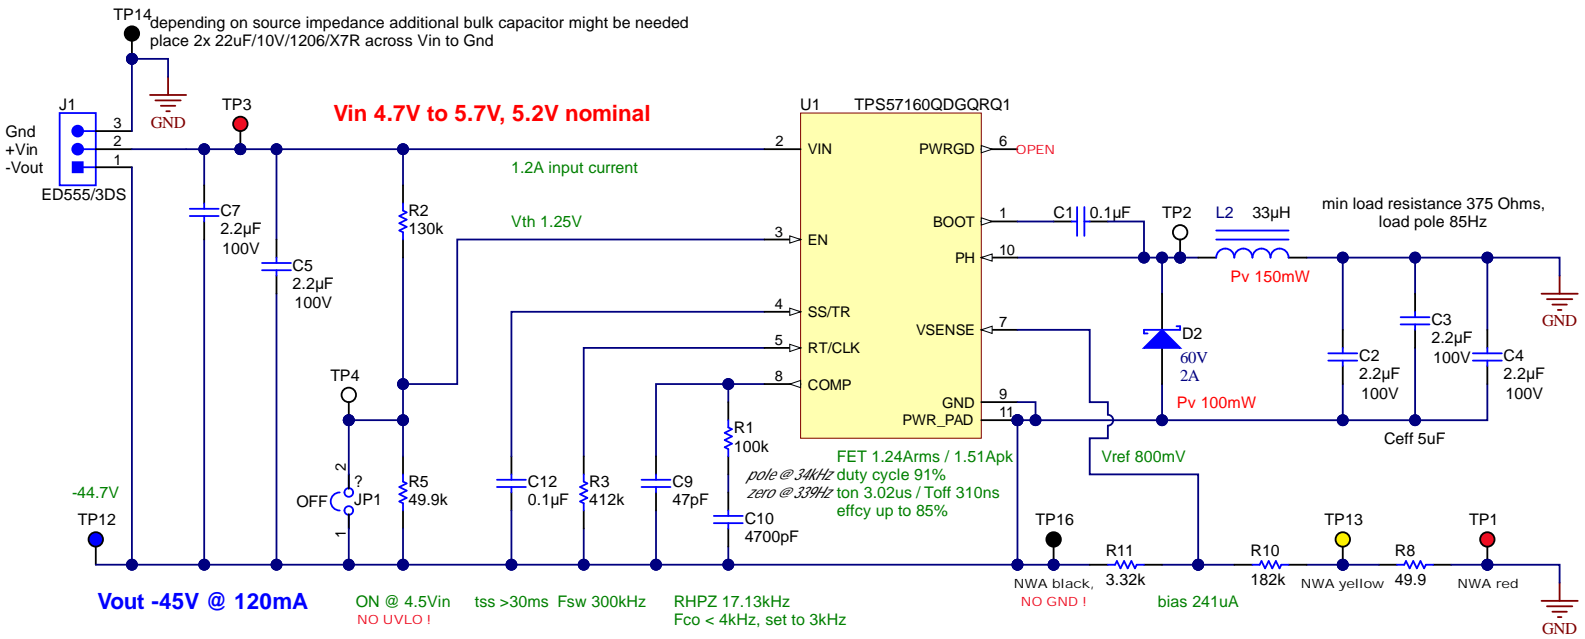 TP14
depending on source impedance additional bulk capacitor might be needed
place 2x 22uF/10V/1206/X7R across Vin to Gnd
GND
J1
Gnd
+Vin
-Vout
3
2
1
ED555/3DS
TP3
Vin 4.7V to 5.7V, 5.2V nominal
1.2A input current
Vth 1.25V
C7
2.2µF
100V
C5
2.2µF
100V
R2
130k
U1
TPS57160QDGQRQ1
2
VIN
3
EN
4
SS/TR
5
RT/CLK
8
COMP
PWRGD
6
OPEN
BOOT
1
PH
10
VSENSE
7
GND
9
PWR_PAD
11
C1
0.1µF
TP2
L2
33µH
Pv 150mW
min load resistance 375 Ohms,
load pole 85Hz
GND
D2
60V
2A
Pv 100mW
C2
2.2µF
100V
C3
2.2µF
100V
C4
2.2µF
100V
Ceff 5uF
TP4
2
?
OFF
JP1
1
R5
49.9k
C12
0.1µF
R3
412k
C9
47pF
R1
100k
C10
4700pF
pole @ 34kHz
zero @ 339Hz
FET 1.24Arms / 1.51Apk
duty cycle 91%
ton 3.02us / Toff 310ns
effcy up to 85%
Vref 800mV
-44.7V
TP12
Vout -45V @ 120mA
ON @ 4.5Vin
NO UVLO !
tss >30ms
Fsw 300kHz
RHPZ 17.13kHz
Fco < 4kHz, set to 3kHz
TP16
NWA black,
NO GND !
R11
3.32k
bias 241uA
R10
182k
TP13
NWA yellow
R8
49.9
TP1
NWA red
GND